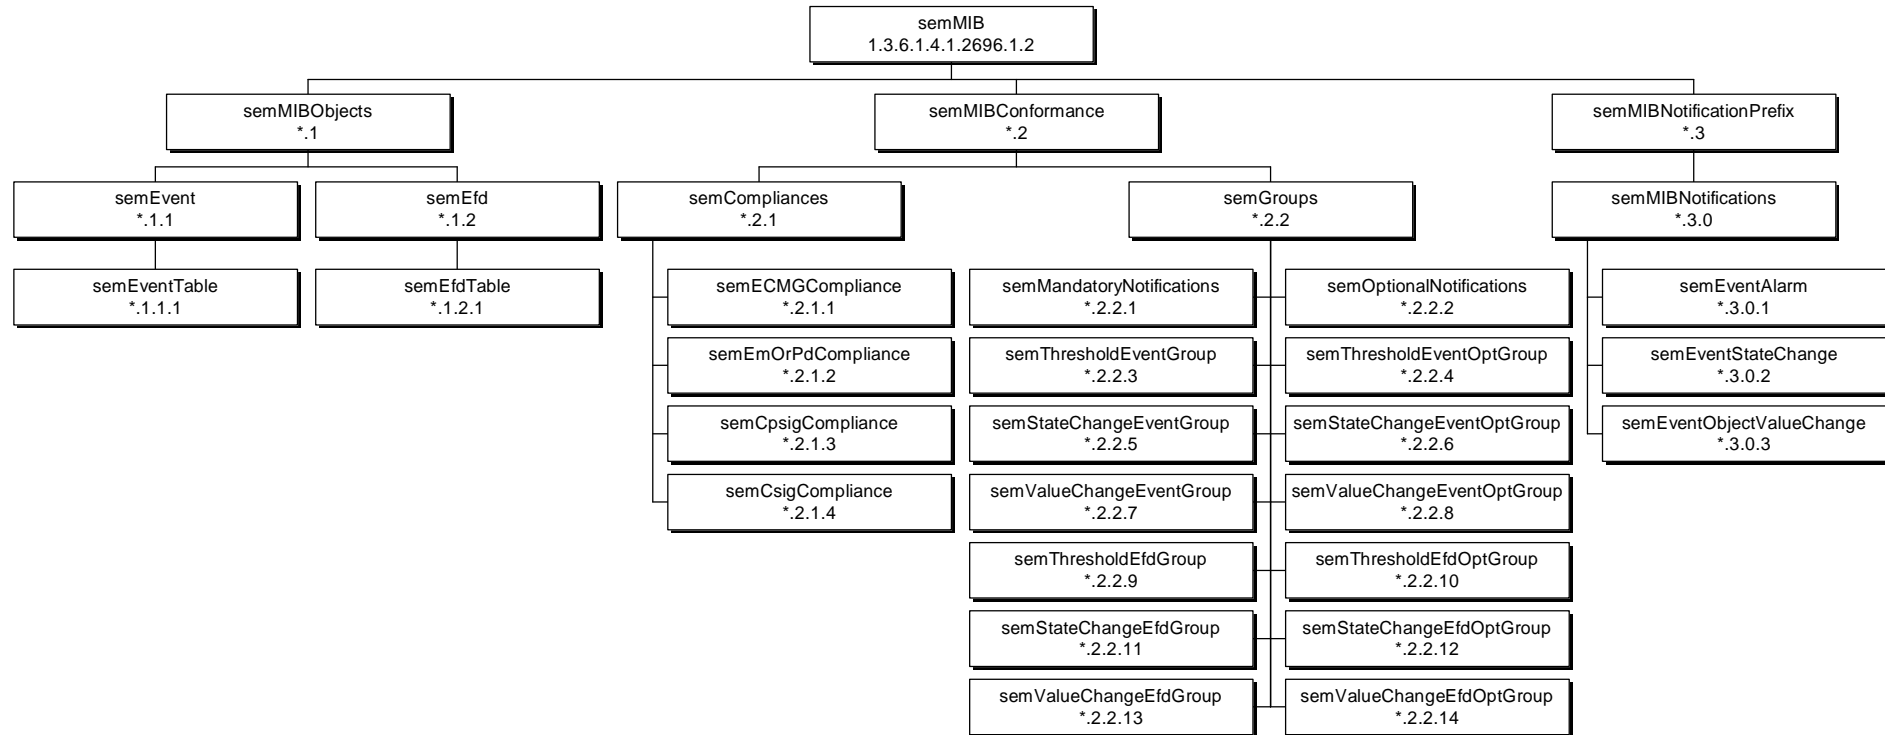 semMIB
1.3.6.1.4.1.2696.1.2
semMIBObjects
*.1
semMIBConformance
*.2
semMIBNotificationPrefix
*.3
semEvent
*.1.1
semEfd
*.1.2
semCompliances
*.2.1
semGroups
*.2.2
semMIBNotifications
*.3.0
semEventTable
*.1.1.1
semEfdTable
*.1.2.1
semECMGCompliance
*.2.1.1
semEmOrPdCompliance
*.2.1.2
semCpsigCompliance
*.2.1.3
semCsigCompliance
*.2.1.4
semMandatoryNotifications
*.2.2.1
semOptionalNotifications
*.2.2.2
semThresholdEventGroup
*.2.2.3
semThresholdEventOptGroup
*.2.2.4
semStateChangeEventGroup
*.2.2.5
semStateChangeEventOptGroup
*.2.2.6
semValueChangeEventGroup
*.2.2.7
semValueChangeEventOptGroup
*.2.2.8
semThresholdEfdGroup
*.2.2.9
semThresholdEfdOptGroup
*.2.2.10
semStateChangeEfdGroup
*.2.2.11
semStateChangeEfdOptGroup
*.2.2.12
semValueChangeEfdGroup
*.2.2.13
semValueChangeEfdOptGroup
*.2.2.14
semEventAlarm
*.3.0.1
semEventStateChange
*.3.0.2
semEventObjectValueChange
*.3.0.3